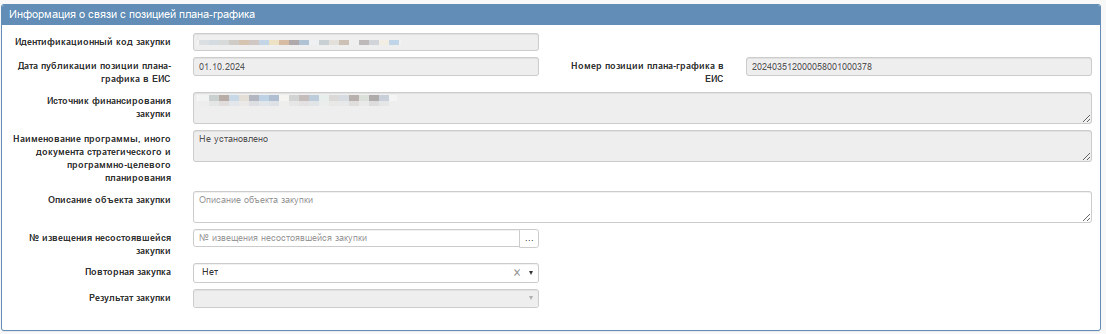 Информация о связи с позицией плана-графика
Идентификационный код закупки
Дата публикации позиции плана-
графика в ЕИС
01.10.2024
Номер позиции плана-графика в
ЕИС
202403512000058001000378
Источник финансирования
закупки
Наименование программы, иного
документа стратегического и
программно-целевого
планирования
Не установлено
Описание объекта закупки
Описание объекта закупки
№ извещения несостоявшейся
закупки
№ извещения несостоявшейся закупки
...
Повторная закупка
Нет
Результат закупки